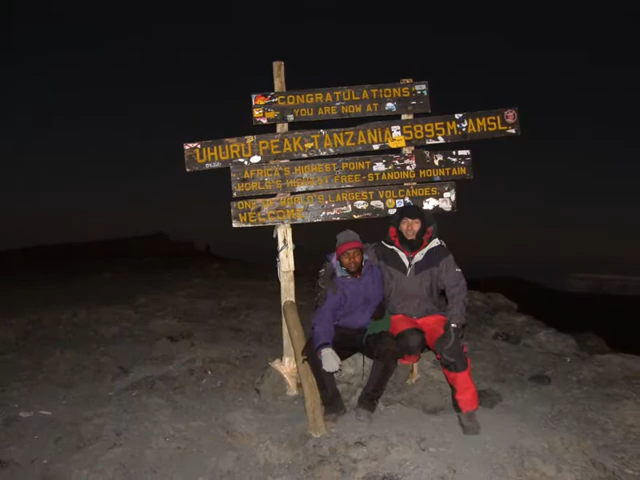 CONGRATULATIONS
YOU ARE NOW AT
UHURU PEAK, TANZANIA, 5895M. AMSL.
AFRICA'S HIGHEST POINT
WORLD'S HIGHEST FREE-STANDING MOUNTAIN.
ONE OF WORLD'S LARGEST VOLCANOES.
WELCOME